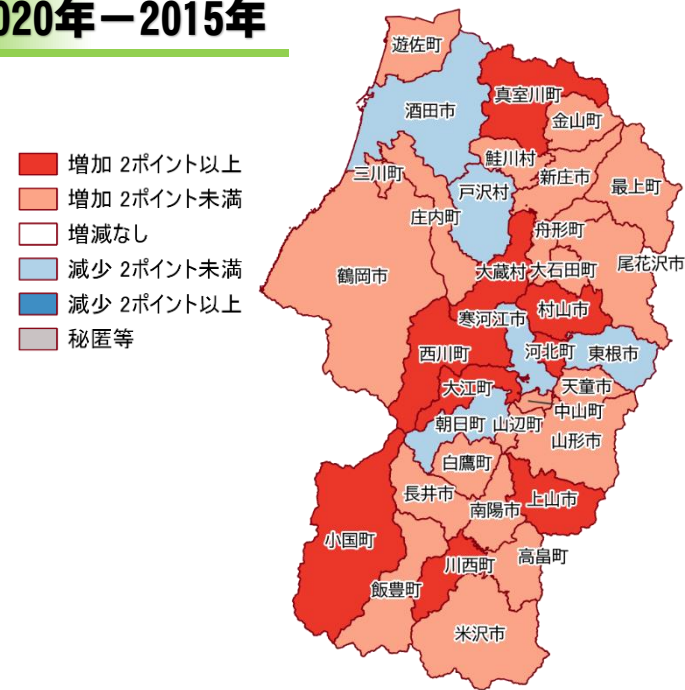 020年－2015年
増加 2ポイント以上
増加 2ポイント未満
増減なし
減少 2ポイント未満
減少 2ポイント以上
秘匿等
遊佐町
真室川町
酒田市
金山町
鮭川村
三川町
新庄市
戸沢村
最上町
庄内町
舟形町
尾花沢市
大蔵村
大石田町
鶴岡市
村山市
寒河江市
西川町
河北町
東根市
大江町
天童市
中山町
朝日町
山辺町
山形市
白鷹町
長井市
上山市
南陽市
小国町
高畠町
川西町
飯豊町
米沢市